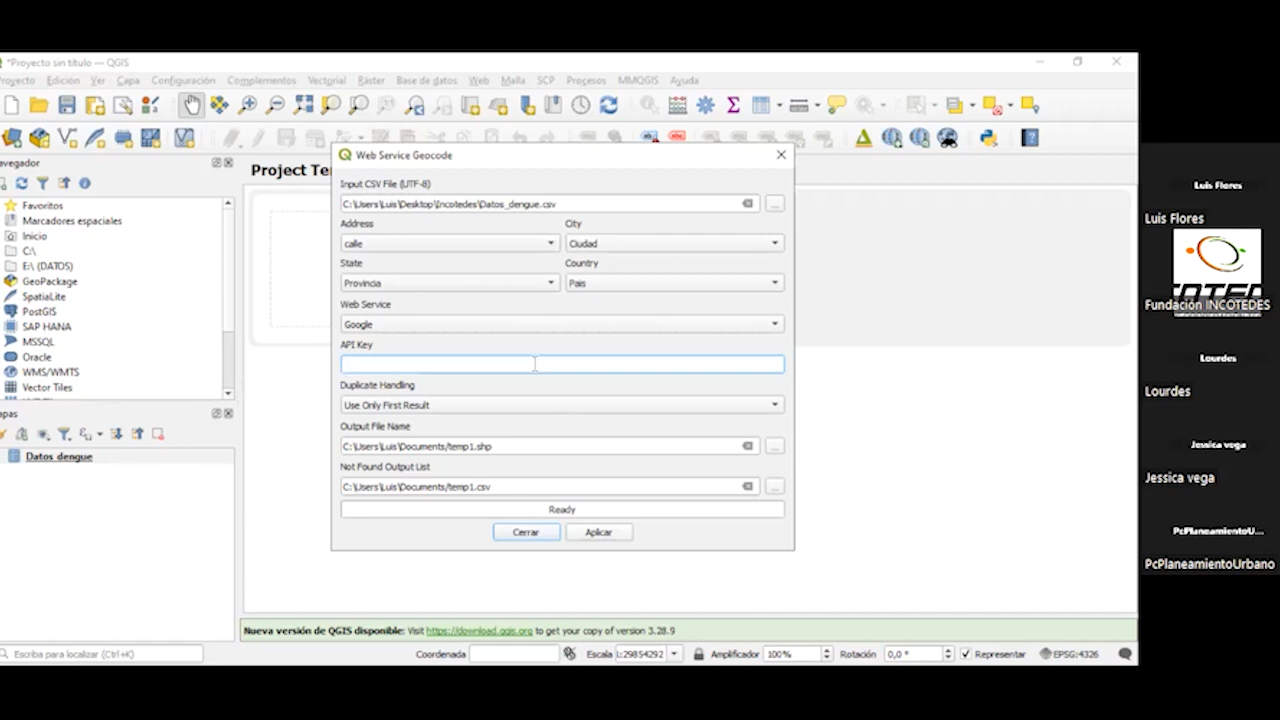 *Proyecto sin título — QGIS
royecto Edición Ver Capa Configuración Complementos Vectorial Ráster Base de datos Web Malla SCP Procesos MMQGIS Ayuda
avegador
Favoritos
Marcadores espaciales
Inicio
C:\
E:\ (DATOS)
GeoPackage
SpatiaLite
PostGIS
SAP HANA
MSSQL
Oracle
WMS/WMTS
Vector Tiles
apas
Datos dengue
Project Te
Web Service Geocode
Input CSV File (UTF-8)
C:\Users\Luis\Desktop\Incotedes\Datos_dengue.csv
...
Address City
calle Ciudad
State Country
Provincia Pais
Web Service
Google
API Key
Duplicate Handling
Use Only First Result
Output File Name
C:\Users\Luis\Documents/temp1.shp
...
Not Found Output List
C:\Users\Luis\Documents/temp1.csv
...
Ready
Cerrar Aplicar
Nueva versión de QGIS disponible: Visit https://download.qgis.org to get your copy of version 3.28.9
Escriba para localizar (Ctrl+K) Coordenada Escala 1:29854292 Amplificador 100% Rotación 0,0 ° Representar EPSG:4326
Luis Flores
Luis Flores
Fundación INCOTEDES
Lourdes
Lourdes
Jessica vega
Jessica vega
PcPlaneamientoU...
PcPlaneamientoUrbano